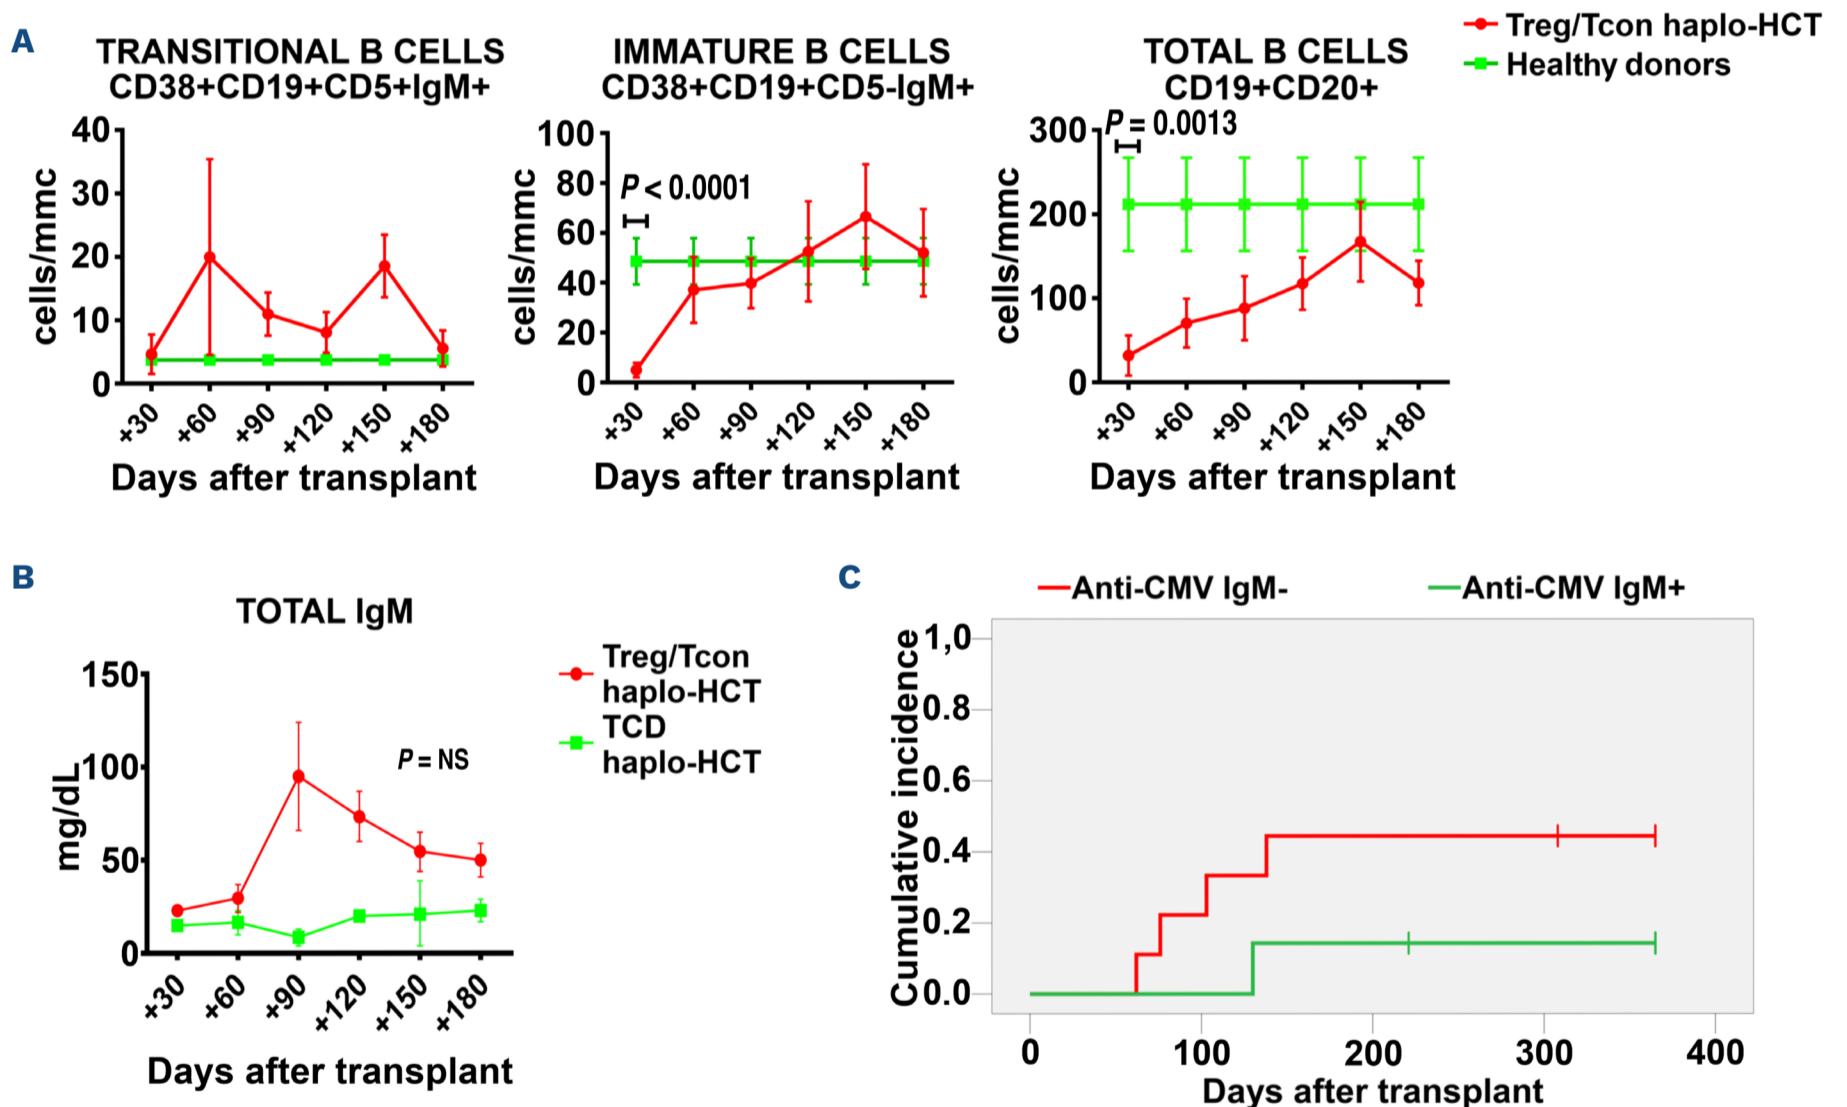 A
TRANSITIONAL B CELLS
CD38+CD19+CD5+IgM+
40
30
20
10
0
cells/mmc
+30
+60
+90
+120
+150
+180
Days after transplant
IMMATURE B CELLS
CD38+CD19+CD5-IgM+
100
80
60
40
20
0
cells/mmc
P < 0.0001
+30
+60
+90
+120
+150
+180
Days after transplant
TOTAL B CELLS
CD19+CD20+
P = 0.0013
300
200
100
0
cells/mmc
+30
+60
+90
+120
+150
+180
Days after transplant
Treg/Tcon haplo-HCT
Healthy donors
B
TOTAL IgM
150
100
50
0
mg/dL
P = NS
+30
+60
+90
+120
+150
+180
Days after transplant
Treg/Tcon
haplo-HCT
TCD
haplo-HCT
C
Anti-CMV IgM-
Anti-CMV IgM+
Cumulative incidence
1,0
0.8
0.6
0.4
0.2
0.0
0
100
200
300
400
Days after transplant